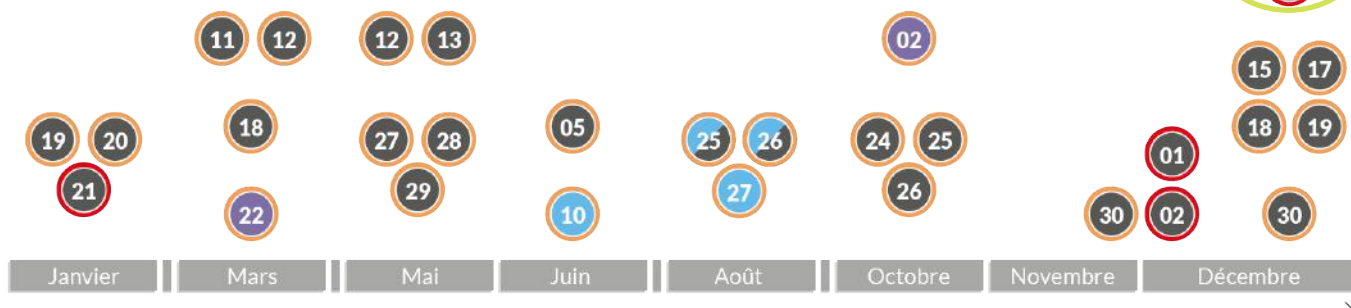 11 12 12 13 02
15 17
18 05 18 19
19 20 27 28 25 26 24 25
01
21 29 27 26
22 10 30 02 30
Janvier Mars Mai Juin Août Octobre Novembre Décembre